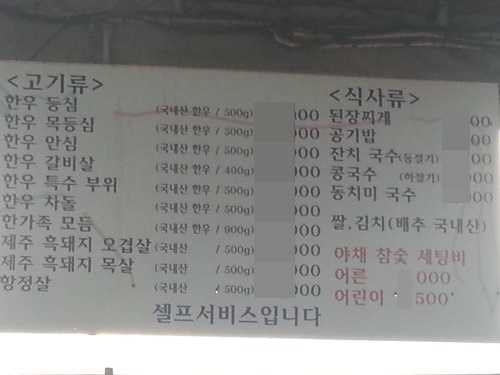 <고기류>
한우 등심 (국내산 한우 / 500g) 000
한우 목등심 (국내산 한우 / 500g) 000
한우 안심 (국내산 한우 / 500g) 000
한우 갈비살 (국내산 한우 / 400g) 000
한우 특수 부위 (국내산 한우 / 500g) 000
한우 차돌 (국내산 한우 / 500g) 000
한가족 모듬 (국내산 한우 / 900g) 000
제주 흑돼지 오겹살 (국내산 / 500g) 000
제주 흑돼지 목살 (국내산 / 500g) 000
항정살 (국내산 / 500g) 000
<식사류>
된장찌게 00
공기밥 00
잔치 국수(동절기) 00
콩국수 (하절기) 00
동치미 국수 00
쌀,김치(배추 국내산)
야채 참숯 세팅비
어른 000
어린이 500
셀프서비스입니다